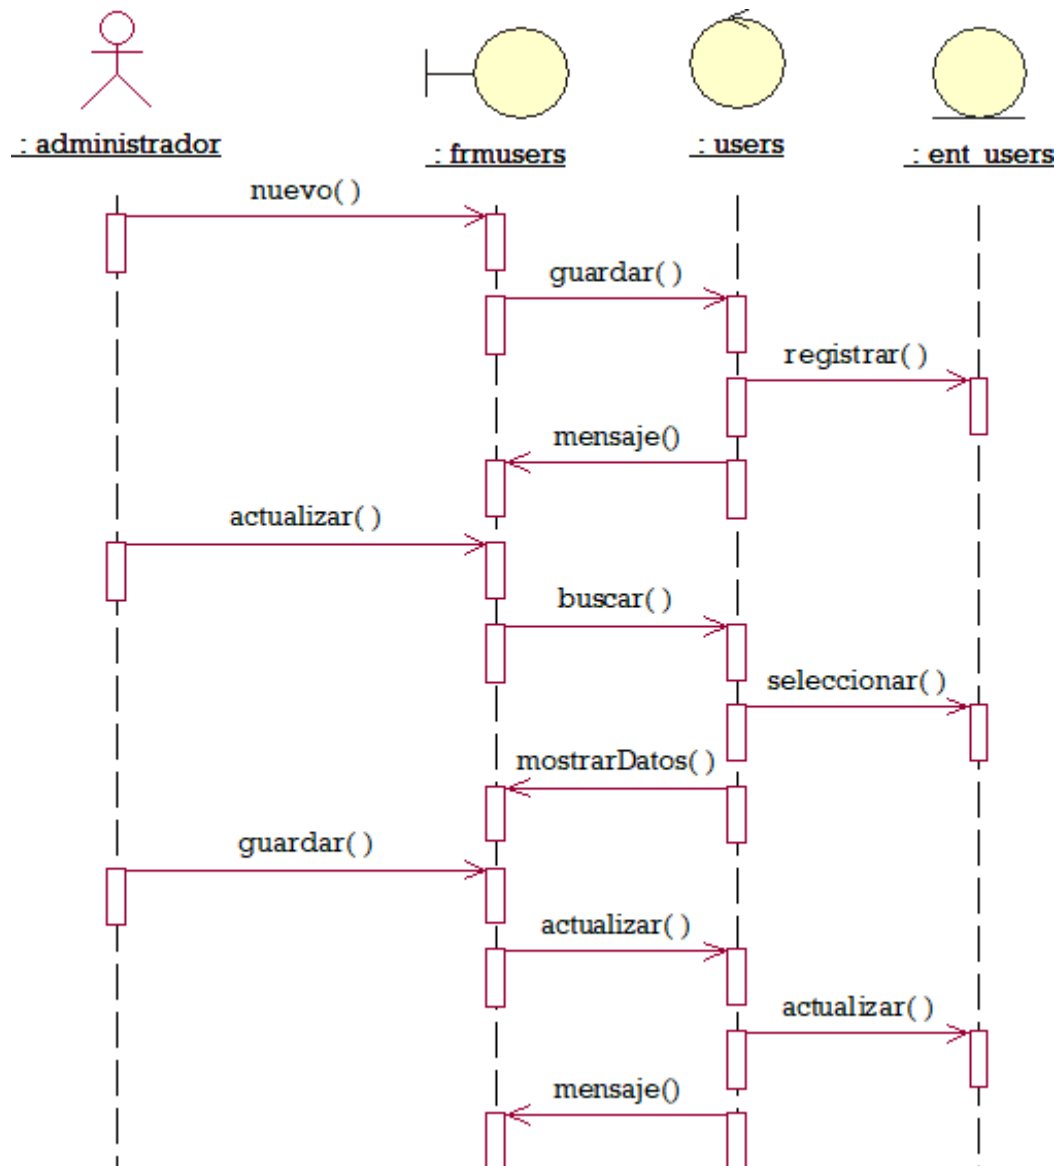 : administrador
: frmusers
: users
: ent_users
nuevo( )
guardar( )
registrar( )
mensaje()
actualizar( )
buscar( )
seleccionar( )
mostrarDatos( )
guardar( )
actualizar( )
actualizar( )
mensaje()